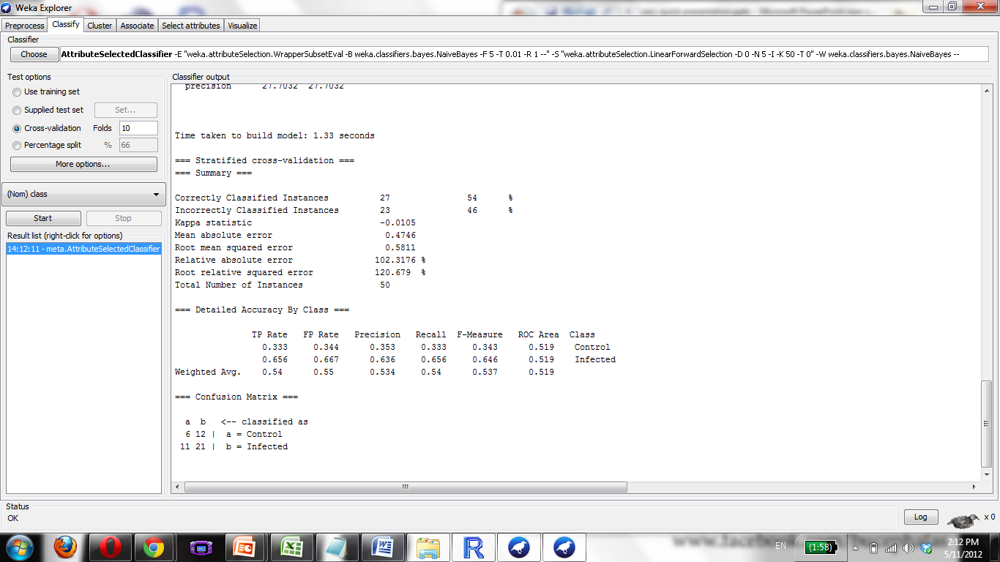 Weka Explorer
Preprocess Classify Cluster Associate Select attributes Visualize
Classifier
Choose AttributeSelectedClassifier -E "weka.attributeSelection.WrapperSubsetEval -B weka.classifiers.bayes.NaiveBayes -F 5 -T 0.01 -R 1 --" -S "weka.attributeSelection.LinearForwardSelection -D 0 -N 5 -I -K 50 -T 0" -W weka.classifiers.bayes.NaiveBayes --
Test options
Use training set
Supplied test set Set...
Cross-validation Folds 10
Percentage split % 66
More options...
(Nom) class
Start Stop
Result list (right-click for options)
14:12:11 - meta.AttributeSelectedClassifier
Classifier output
precision 27.7032 27.7032
Time taken to build model: 1.33 seconds
=== Stratified cross-validation ===
=== Summary ===
Correctly Classified Instances 27 54 %
Incorrectly Classified Instances 23 46 %
Kappa statistic -0.0105
Mean absolute error 0.4746
Root mean squared error 0.5811
Relative absolute error 102.3176 %
Root relative squared error 120.679 %
Total Number of Instances 50
=== Detailed Accuracy By Class ===
TP Rate FP Rate Precision Recall F-Measure ROC Area Class
0.333 0.344 0.353 0.333 0.343 0.519 Control
0.656 0.667 0.636 0.656 0.646 0.519 Infected
Weighted Avg. 0.54 0.55 0.534 0.54 0.537 0.519
=== Confusion Matrix ===
a b <-- classified as
6 12 | a = Control
11 21 | b = Infected
Status
OK
Log x 0
EN (1:58) 2:12 PM
5/11/2012